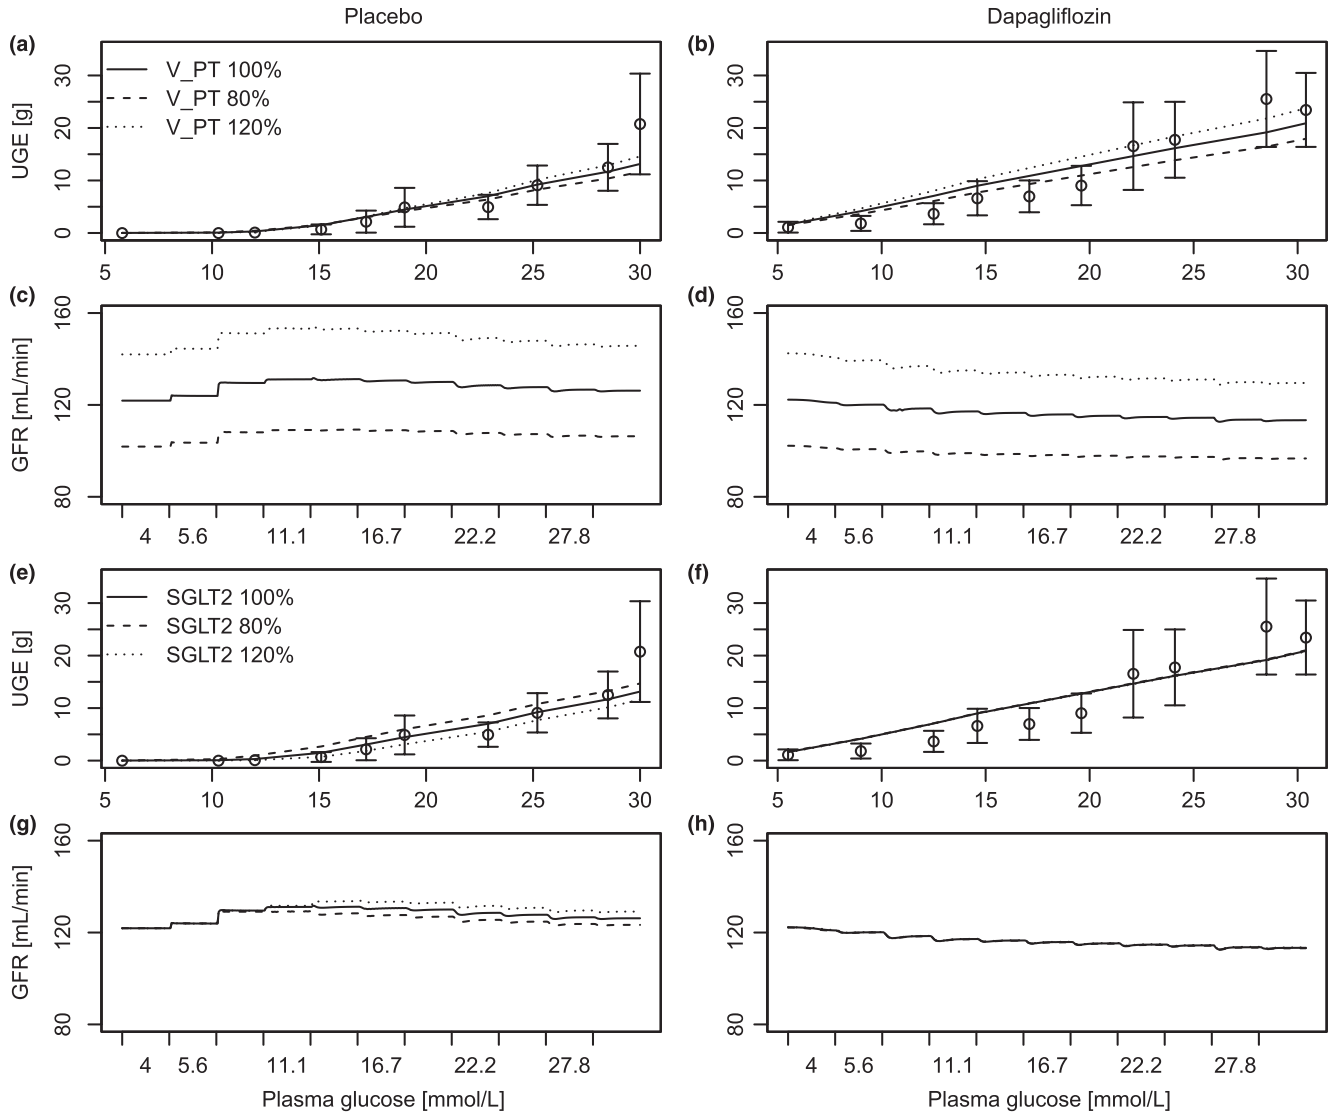 Placebo
Dapagliflozin
(a)
(b)
UGE [g]
0 10 20 30
V_PT 100%
V_PT 80%
V_PT 120%
5 10 15 20 25 30
0 10 20 30
5 10 15 20 25 30
(c)
(d)
GFR [mL/min]
80 120 160
4 5.6 11.1 16.7 22.2 27.8
80 120 160
4 5.6 11.1 16.7 22.2 27.8
(e)
(f)
UGE [g]
0 10 20 30
SGLT2 100%
SGLT2 80%
SGLT2 120%
5 10 15 20 25 30
0 10 20 30
5 10 15 20 25 30
(g)
(h)
GFR [mL/min]
80 120 160
4 5.6 11.1 16.7 22.2 27.8
80 120 160
4 5.6 11.1 16.7 22.2 27.8
Plasma glucose [mmol/L]
Plasma glucose [mmol/L]